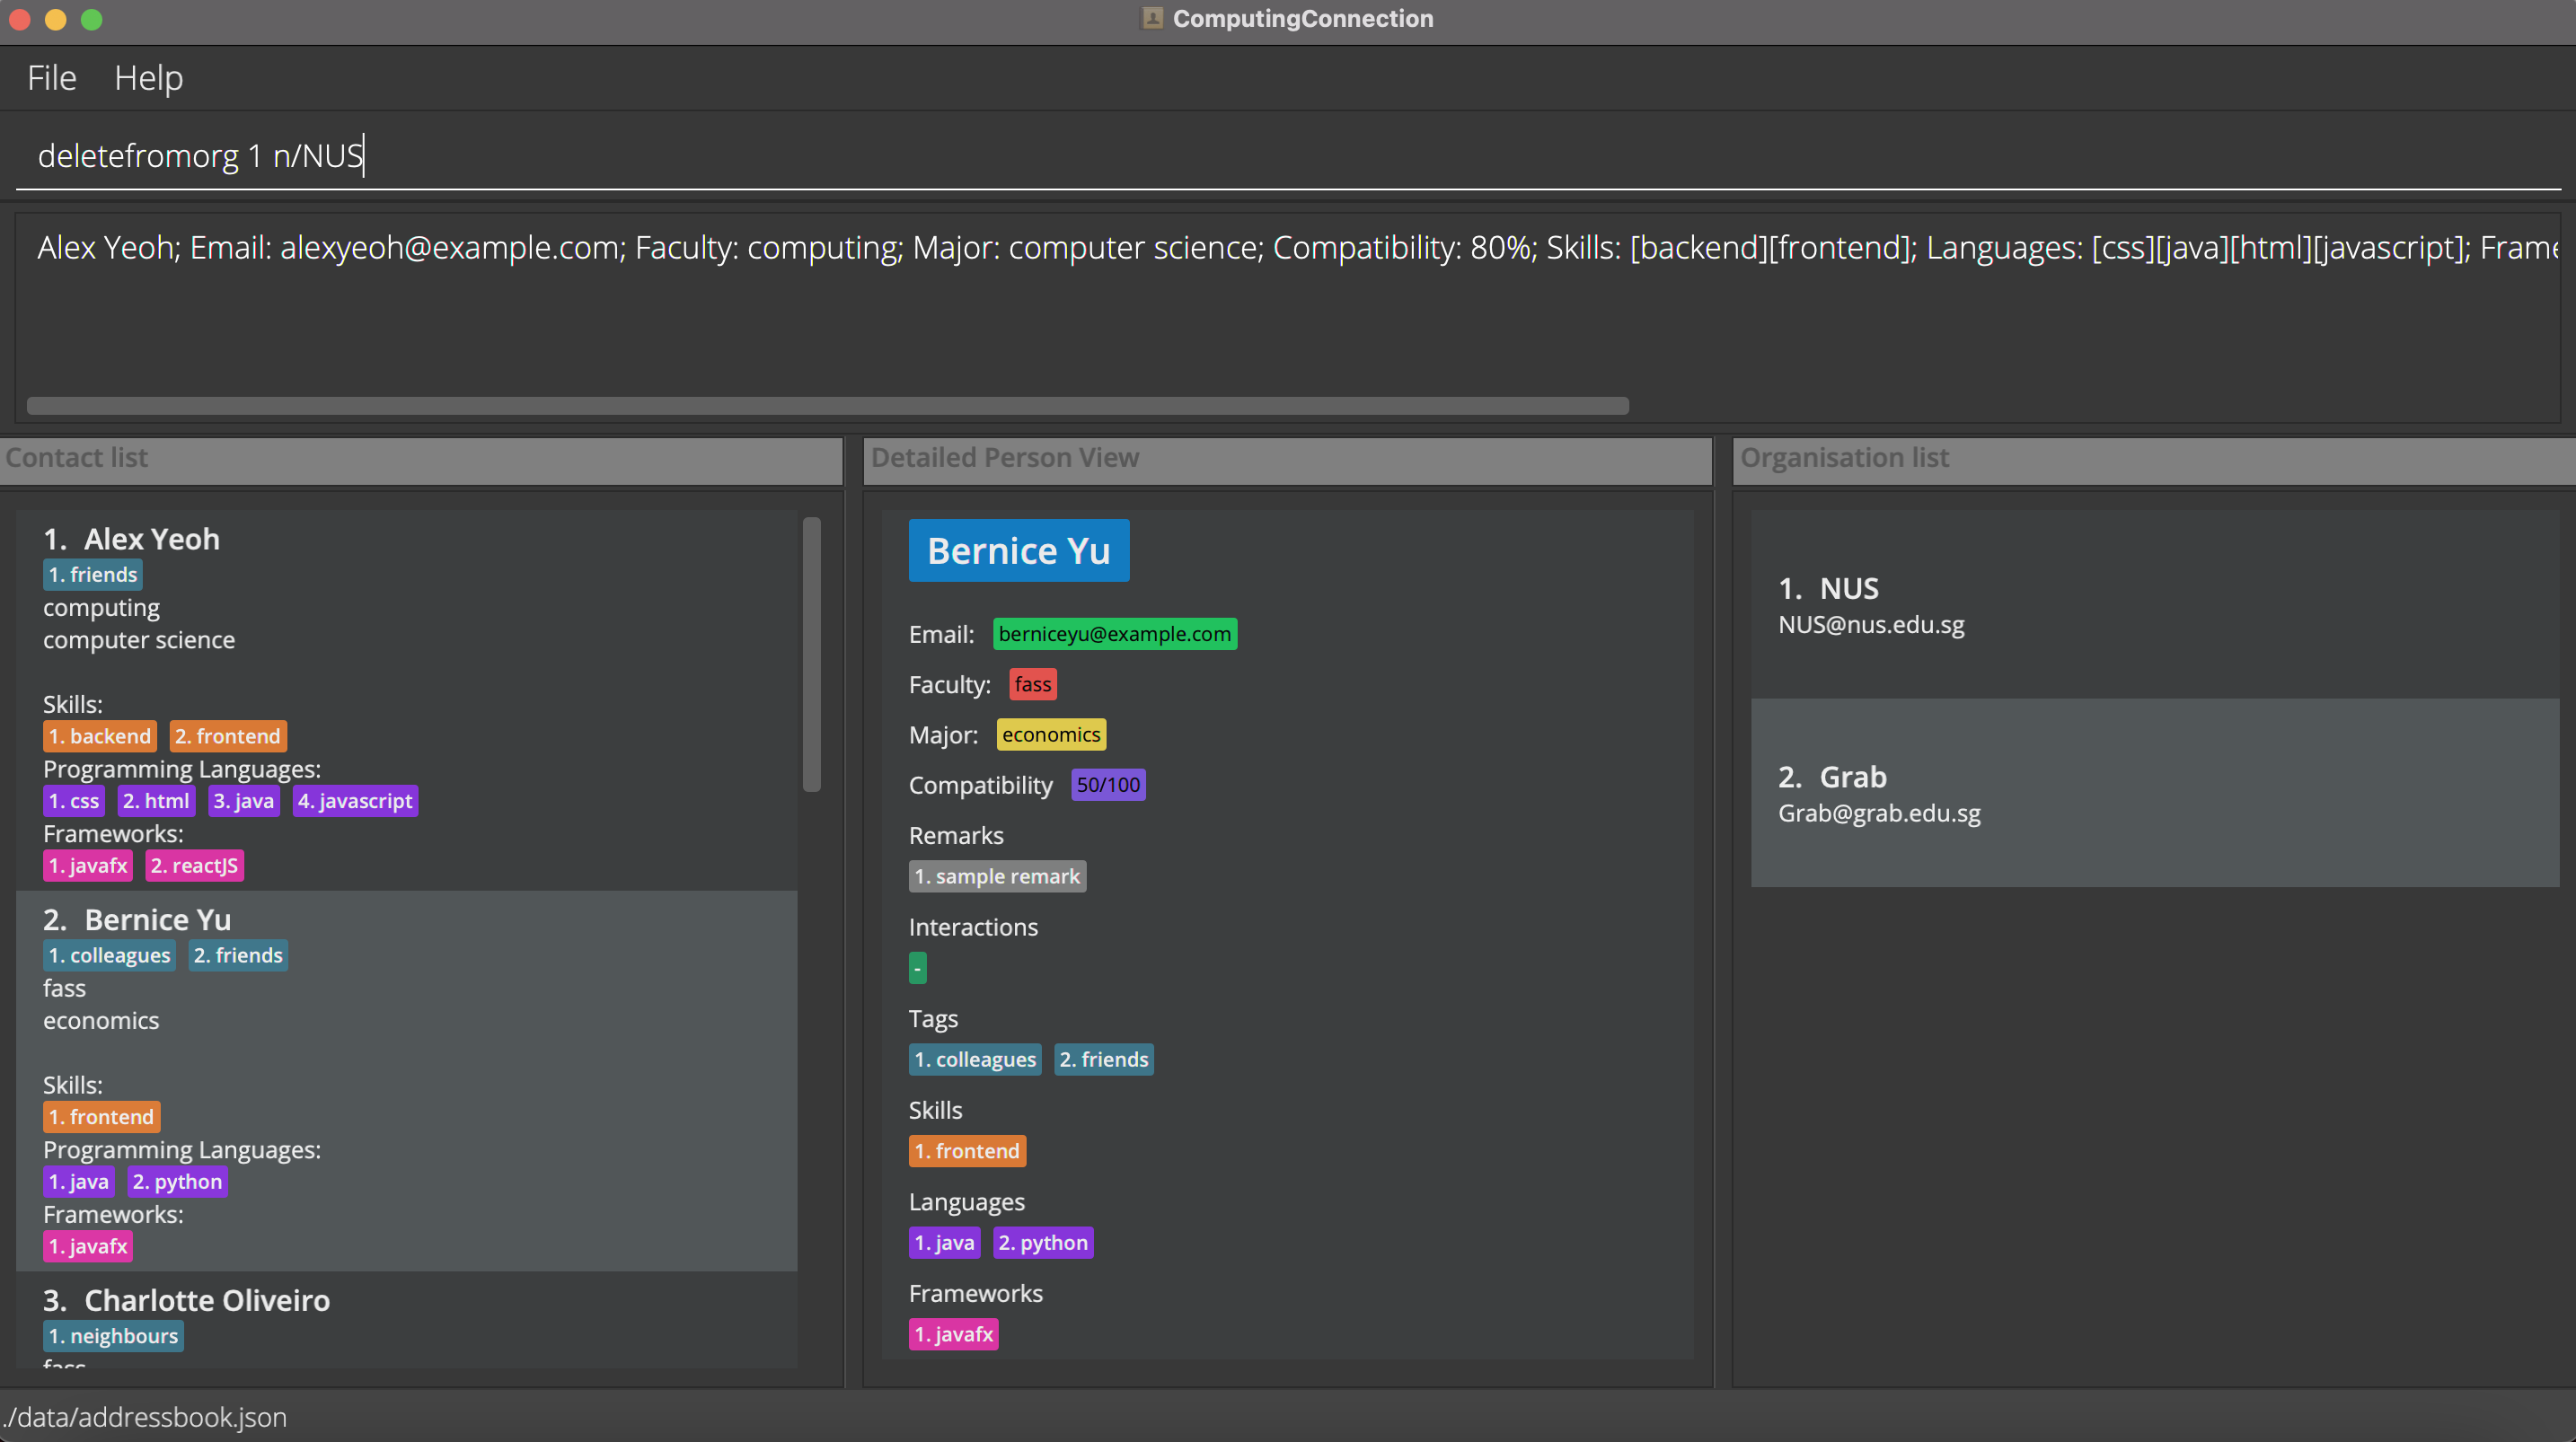 ComputingConnection
File Help
deletefromorg 1 n/NUS
Alex Yeoh; Email: alexyeoh@example.com; Faculty: computing; Major: computer science; Compatibility: 80%; Skills: [backend][frontend]; Languages: [css][java][html][javascript]; Frame
Contact list
1. Alex Yeoh
1. friends
computing
computer science
Skills:
1. backend 2. frontend
Programming Languages:
1. css 2. html 3. java 4. javascript
Frameworks:
1. javafx 2. reactJS
2. Bernice Yu
1. colleagues 2. friends
fass
economics
Skills:
1. frontend
Programming Languages:
1. java 2. python
Frameworks:
1. javafx
3. Charlotte Oliveiro
1. neighbours
fass
Detailed Person View
Bernice Yu
Email: berniceyu@example.com
Faculty: fass
Major: economics
Compatibility 50/100
Remarks
1. sample remark
Interactions
-
Tags
1. colleagues 2. friends
Skills
1. frontend
Languages
1. java 2. python
Frameworks
1. javafx
Organisation list
1. NUS
NUS@nus.edu.sg
2. Grab
Grab@grab.edu.sg
./data/addressbook.json